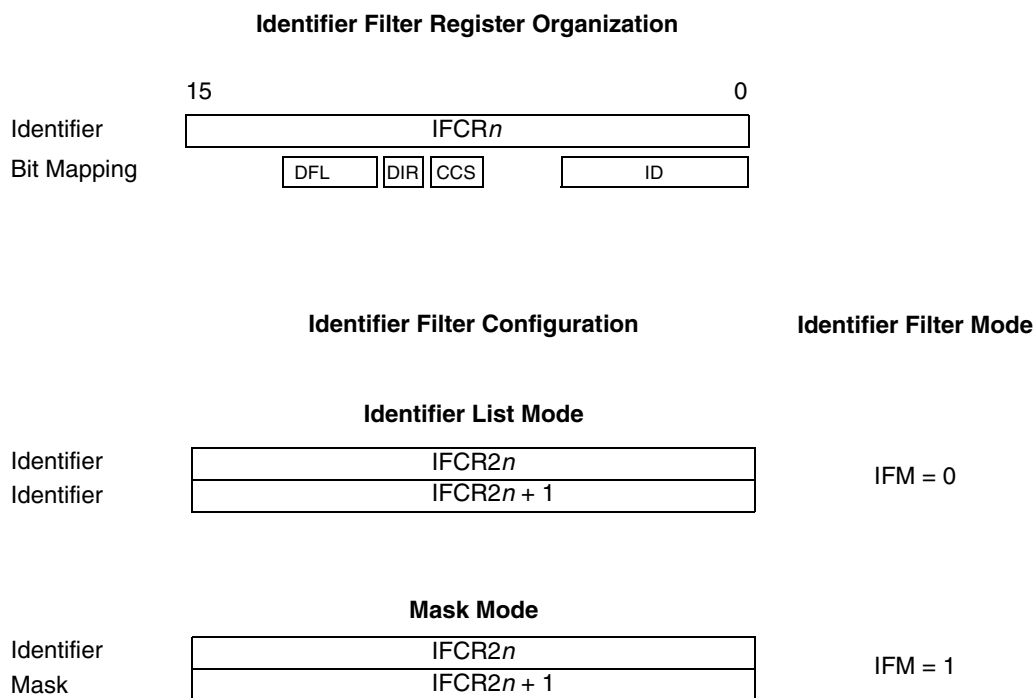 Identifier Filter Register Organization
15 0
Identifier IFCRn
Bit Mapping DFL DIR CCS ID
Identifier Filter Configuration Identifier Filter Mode
Identifier List Mode
Identifier IFCR2n
IFM = 0
Identifier IFCR2n + 1
Mask Mode
Identifier IFCR2n
IFM = 1
Mask IFCR2n + 1